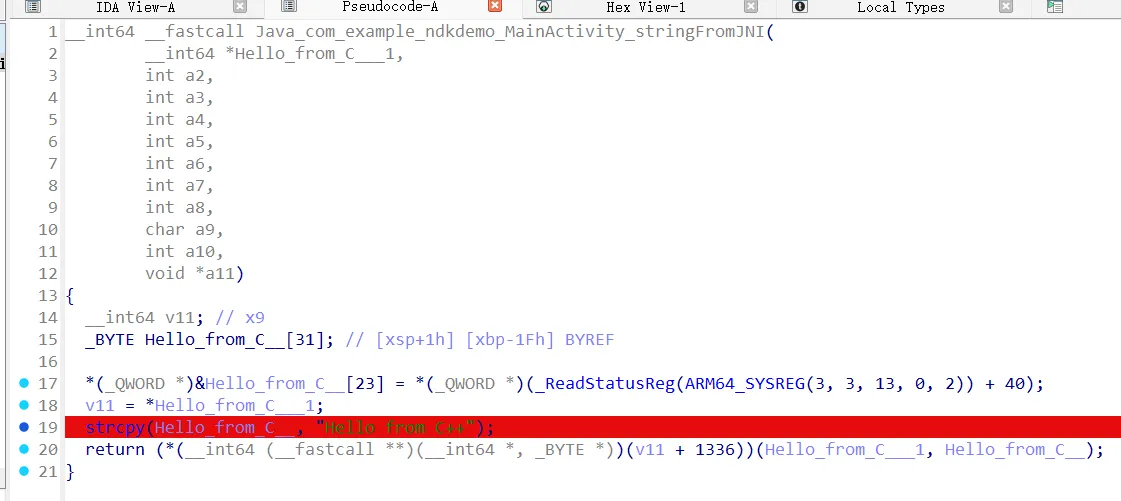 IDA View-A Pseudocode-A Hex View-1 Local Types
1 __int64 __fastcall Java_com_example_ndkdemo_MainActivity_stringFromJNI(
2 __int64 *Hello_from_C___1,
3 int a2,
4 int a3,
5 int a4,
6 int a5,
7 int a6,
8 int a7,
9 int a8,
10 char a9,
11 int a10,
12 void *a11)
13 {
14 __int64 v11; // x9
15 _BYTE Hello_from_C__[31]; // [xsp+1h] [xbp-1Fh] BYREF
16
17 *(_QWORD *)&Hello_from_C__[23] = *(_QWORD *)(_ReadStatusReg(ARM64_SYSREG(3, 3, 13, 0, 2)) + 40);
18 v11 = *Hello_from_C___1;
19 strcpy(Hello_from_C__, "Hello from C++");
20 return (*(__int64 (__fastcall **)(__int64 *, _BYTE *))(v11 + 1336))(Hello_from_C___1, Hello_from_C__);
21 }